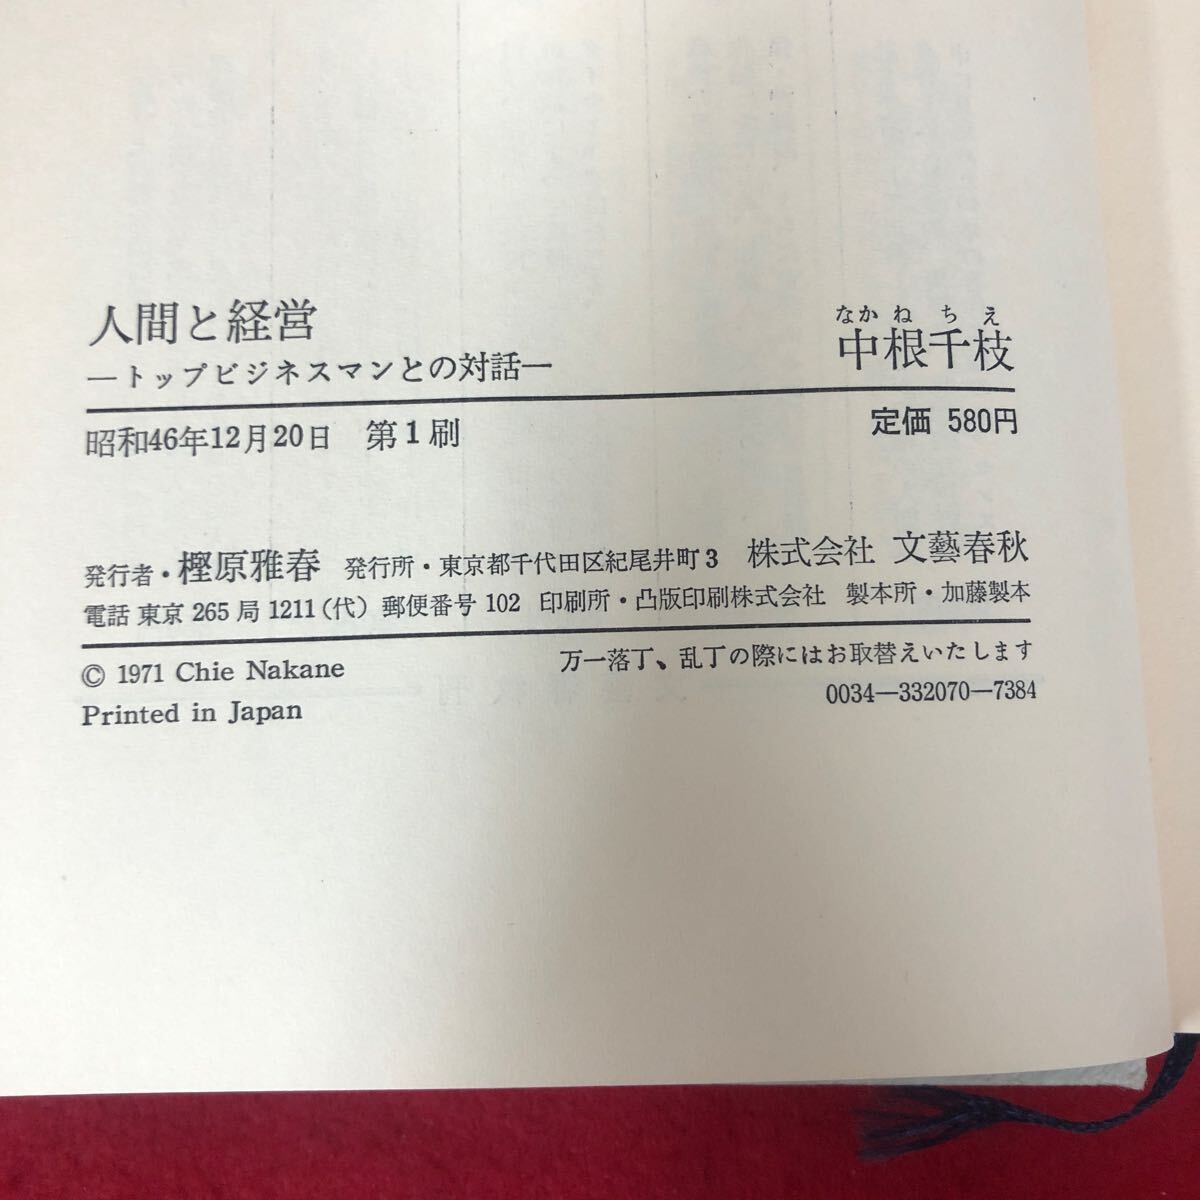 人間と経営
―トップビジネスマンとの対話―
なかねちえ
中根千枝
昭和46年12月20日 第1刷
定価 580円
発行者・樫原雅春 発行所・東京都千代田区紀尾井町3 株式会社 文藝春秋
電話 東京 265 局 1211(代) 郵便番号 102 印刷所・凸版印刷株式会社 製本所・加藤製本
© 1971 Chie Nakane
Printed in Japan
万一落丁、乱丁の際にはお取替えいたします
0034―332070―7384